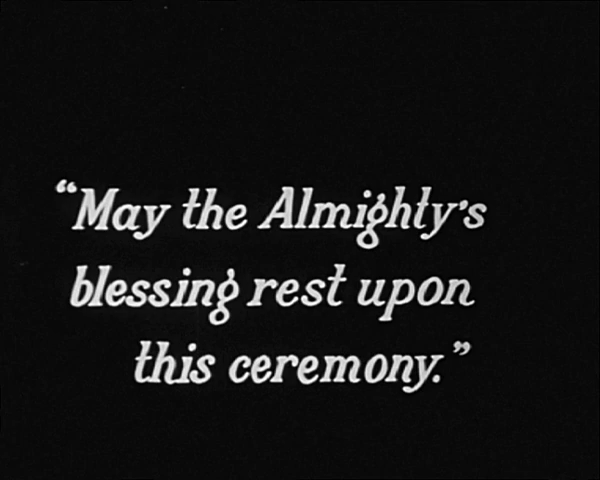 “May the Almighty’s
blessing rest upon
this ceremony.”